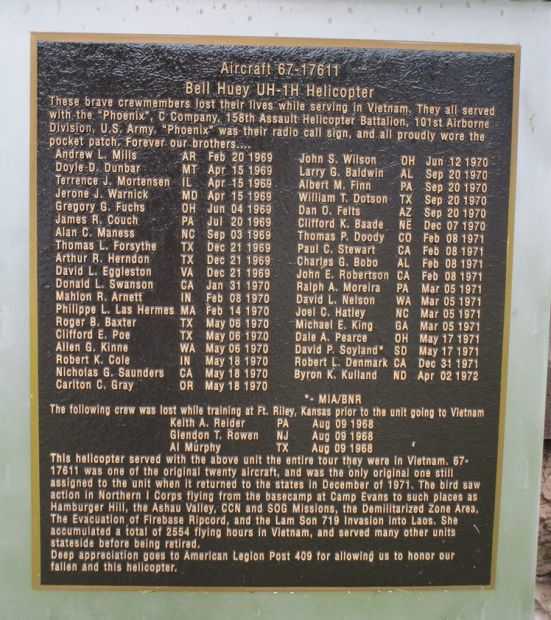 Aircraft 67-17611
Bell Huey UH-1H Helicopter
These brave crewmembers lost their lives while serving in Vietnam. They all served
with the "Phoenix", C Company, 158th Assault Helicopter Battalion, 101st Airborne
Division, U.S. Army. "Phoenix" was their radio call sign, and all proudly wore the
pocket patch. Forever our brothers....
Andrew L. Mills AR Feb 20 1969
Doyle D. Dunbar MT Apr 15 1969
Terrence J. Mortensen IL Apr 15 1969
Jerome J. Warnick MD Apr 15 1969
Gregory G. Fuchs OH Jun 04 1969
James R. Couch PA Jul 20 1969
Alan C. Maness NC Sep 03 1969
Thomas L. Forsythe TX Dec 21 1969
Arthur R. Herndon TX Dec 21 1969
David L. Eggleston VA Dec 21 1969
Donald L. Swanson CA Jan 31 1970
Mahlon R. Arnett IN Feb 08 1970
Philippe L. Las Hermes MA Feb 14 1970
Roger B. Baxter TX May 06 1970
Clifford E. Poe TX May 06 1970
Allen G. Kinne WA May 06 1970
Robert K. Cole IN May 18 1970
Nicholas G. Saunders CA May 18 1970
Carlton C. Gray OR May 18 1970
John S. Wilson OH Jun 12 1970
Larry G. Baldwin AL Sep 20 1970
Albert M. Finn PA Sep 20 1970
William T. Dotson TX Sep 20 1970
Dan O. Felts AZ Sep 20 1970
Clifford K. Baade NE Dec 07 1970
Thomas P. Doody CO Feb 08 1971
Paul C. Stewart CA Feb 08 1971
Charles G. Bobo AL Feb 08 1971
John E. Robertson CA Feb 08 1971
Ralph A. Moreira PA Mar 05 1971
David L. Nelson WA Mar 05 1971
Joel C. Hatley NC Mar 05 1971
Michael E. King GA Mar 05 1971
Dale A. Pearce OH May 17 1971
David P. Soyland* SD May 17 1971
Robert L. Denmark CA Dec 31 1971
Byron K. Kulland ND Apr 02 1972
*- MIA/BNR
The following crew was lost while training at Ft. Riley, Kansas prior to the unit going to Vietnam
Keith A. Reider PA Aug 09 1968
Glendon T. Rowen NJ Aug 09 1968
Al Murphy TX Aug 09 1968
This helicopter served with the above unit the entire tour they were in Vietnam. 67-
17611 was one of the original twenty aircraft, and was the only original one still
assigned to the unit when it returned to the states in December of 1971. The bird saw
action in Northern I Corps flying from the basecamp at Camp Evans to such places as
Hamburger Hill, the Ashau Valley, CCN and SOG Missions, the Demilitarized Zone Area,
The Evacuation of Firebase Ripcord, and the Lam Son 719 Invasion into Laos. She
accumulated a total of 2554 flying hours in Vietnam, and served many other units
stateside before being retired.
Deep appreciation goes to American Legion Post 409 for allowing us to honor our
fallen and this helicopter.